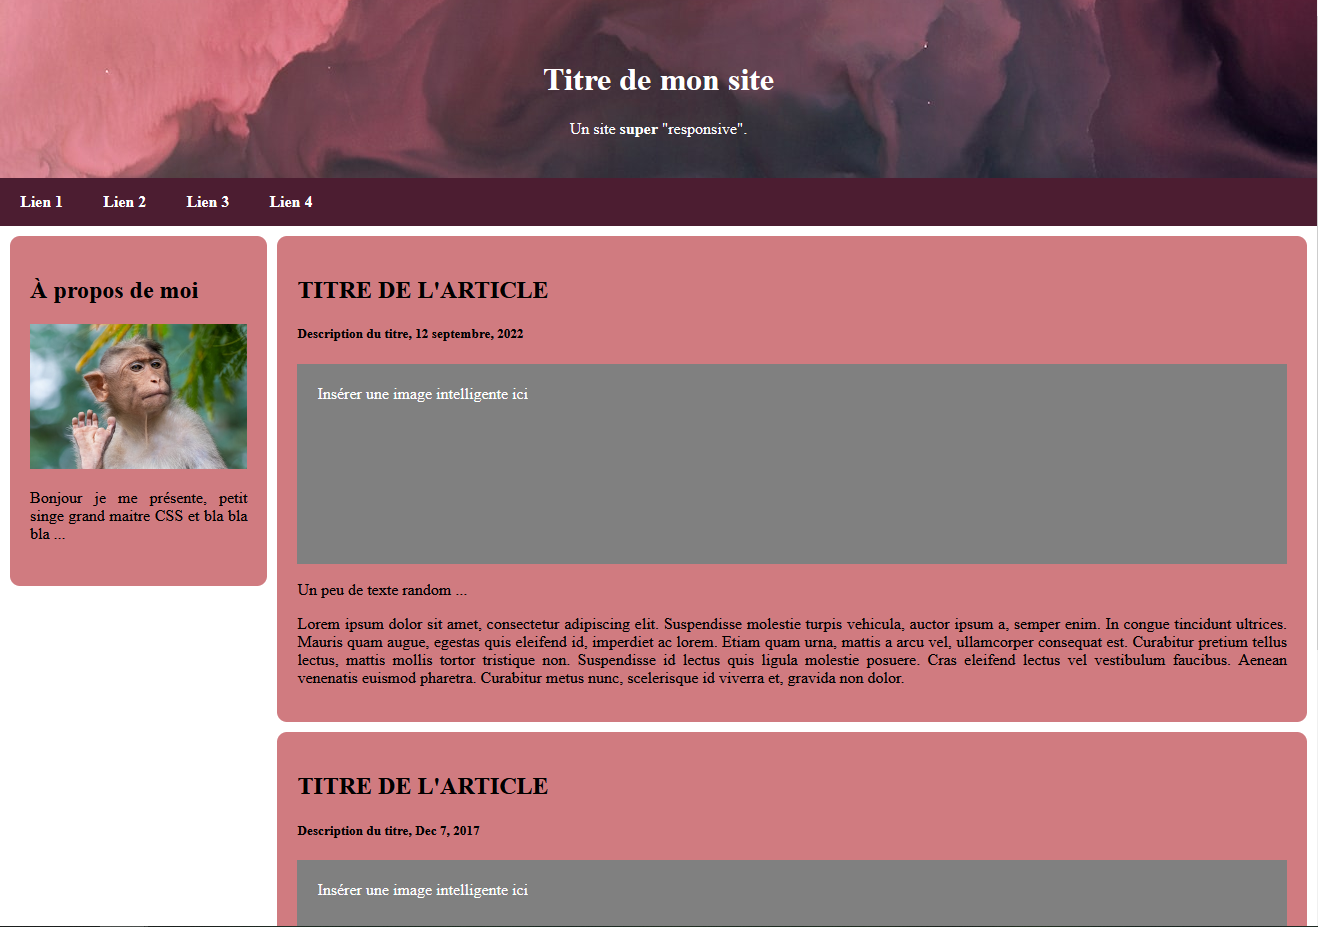 Titre de mon site
Un site super "responsive".
Lien 1 Lien 2 Lien 3 Lien 4
À propos de moi
Bonjour je me présente, petit
singe grand maitre CSS et bla bla
bla ...
TITRE DE L'ARTICLE
Description du titre, 12 septembre, 2022
Insérer une image intelligente ici
Un peu de texte random ...
Lorem ipsum dolor sit amet, consectetur adipiscing elit. Suspendisse molestie turpis vehicula, auctor ipsum a, semper enim. In congue tincidunt ultrices.
Mauris quam augue, egestas quis eleifend id, imperdiet ac lorem. Etiam quam urna, mattis a arcu vel, ullamcorper consequat est. Curabitur pretium tellus
lectus, mattis mollis tortor tristique non. Suspendisse id lectus quis ligula molestie posuere. Cras eleifend lectus vel vestibulum faucibus. Aenean
venenatis euismod pharetra. Curabitur metus nunc, scelerisque id viverra et, gravida non dolor.
TITRE DE L'ARTICLE
Description du titre, Dec 7, 2017
Insérer une image intelligente ici